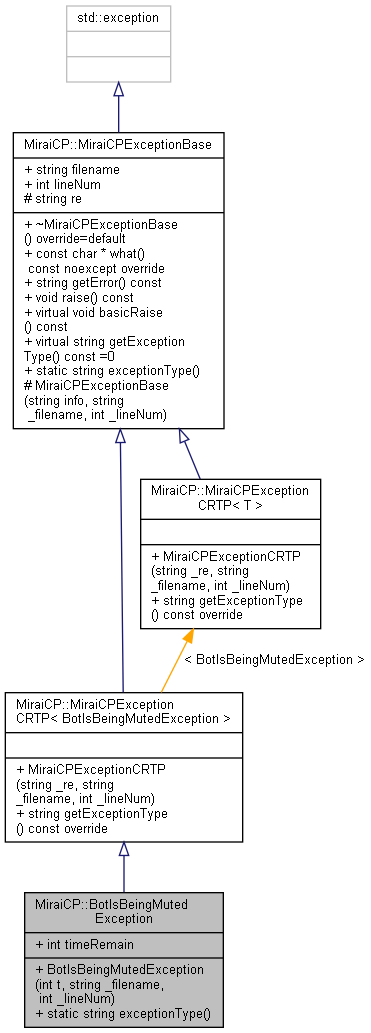 std::exception
MiraiCP::MiraiCPExceptionBase
+ string filename
+ int lineNum
# string re
+ ~MiraiCPExceptionBase
() override=default
+ const char * what()
const noexcept override
+ string getError() const
+ void raise() const
+ virtual void basicRaise
() const
+ virtual string getException
Type() const =0
+ static string exceptionType()
# MiraiCPExceptionBase
(string info, string
_filename, int _lineNum)
MiraiCP::MiraiCPException
CRTP< T >
+ MiraiCPExceptionCRTP
(string _re, string
_filename, int _lineNum)
+ string getExceptionType
() const override
< BotIsBeingMutedException >
MiraiCP::MiraiCPException
CRTP< BotIsBeingMutedException >
+ MiraiCPExceptionCRTP
(string _re, string
_filename, int _lineNum)
+ string getExceptionType
() const override
MiraiCP::BotIsBeingMuted
Exception
+ int timeRemain
+ BotIsBeingMutedException
(int t, string _filename,
int _lineNum)
+ static string exceptionType()